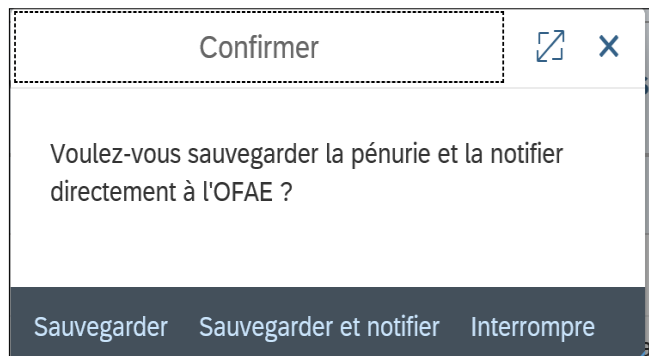 Confirmer
Voulez-vous sauvegarder la pénurie et la notifier
directement à l'OFAE ?
Sauvegarder Sauvegarder et notifier Interrompre